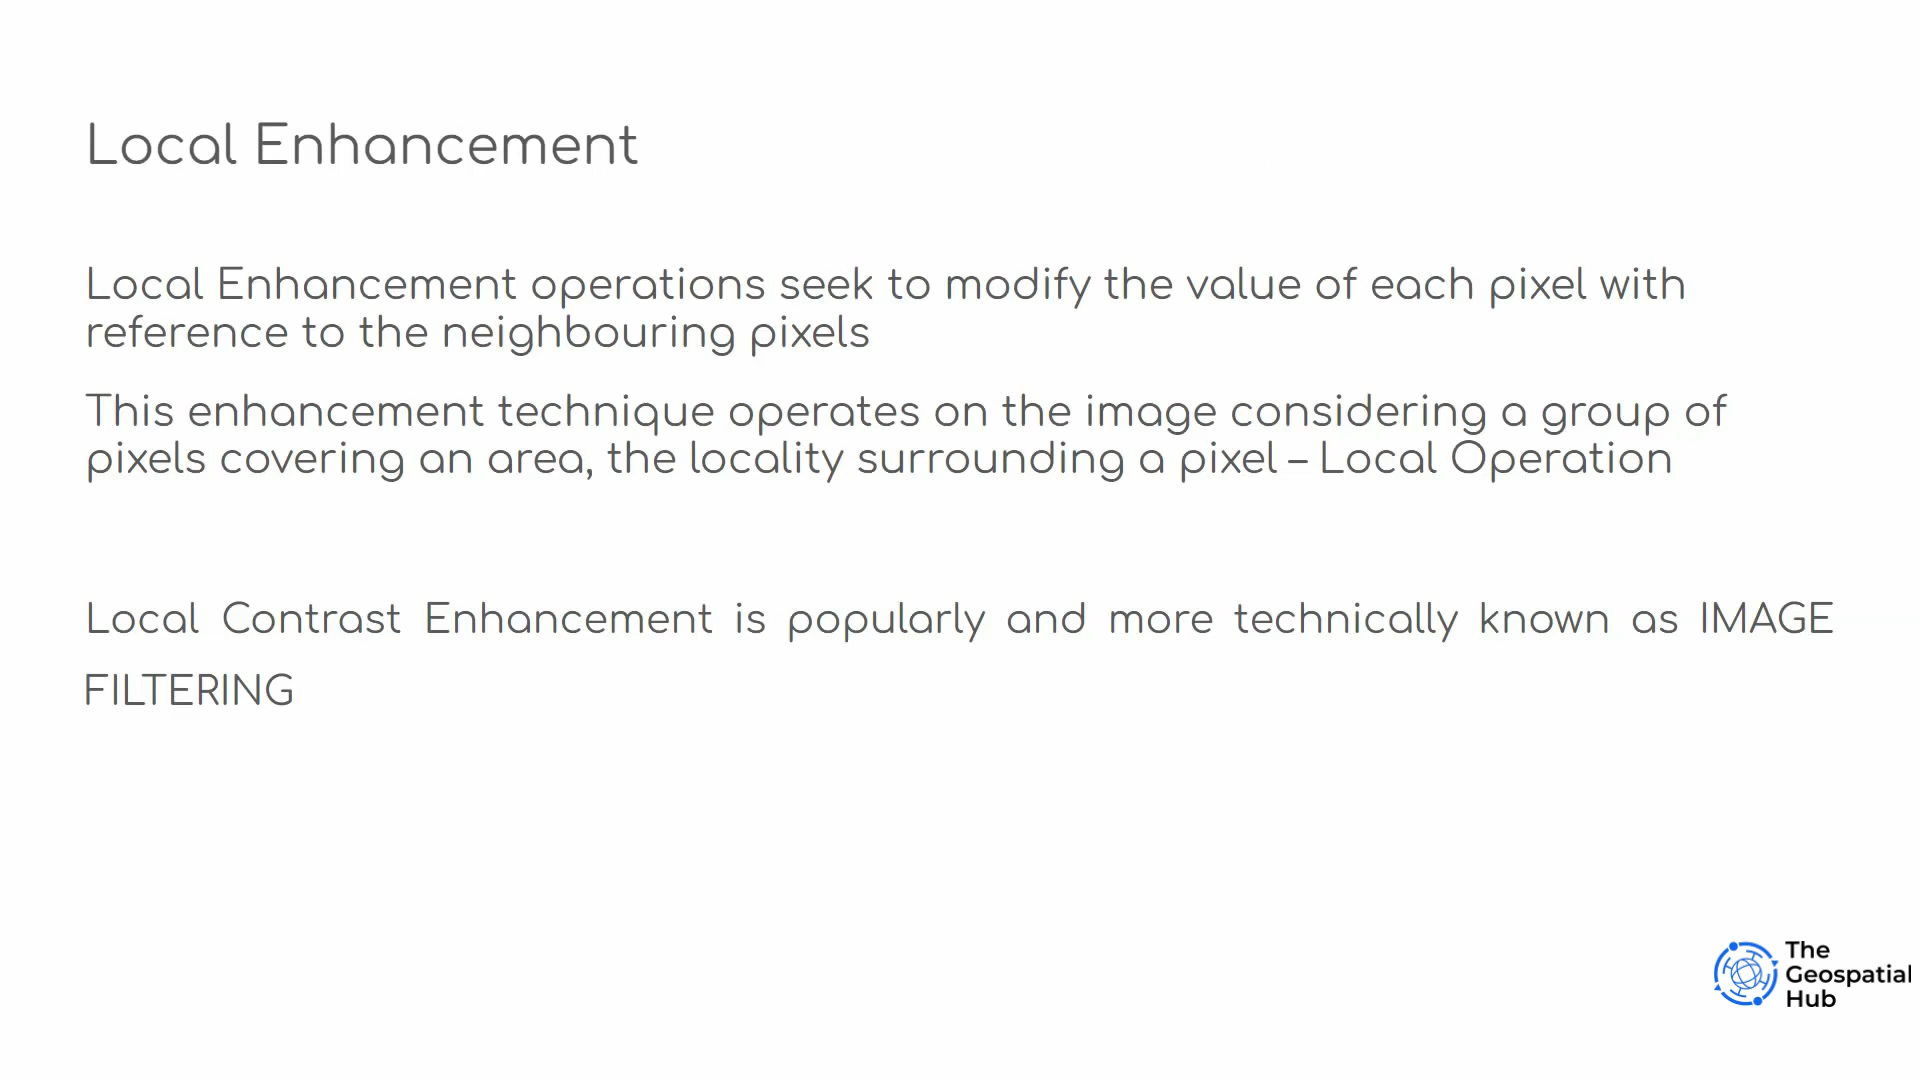 Local Enhancement
Local Enhancement operations seek to modify the value of each pixel with
reference to the neighbouring pixels
This enhancement technique operates on the image considering a group of
pixels covering an area, the locality surrounding a pixel – Local Operation
Local Contrast Enhancement is popularly and more technically known as IMAGE
FILTERING
The
Geospatial
Hub